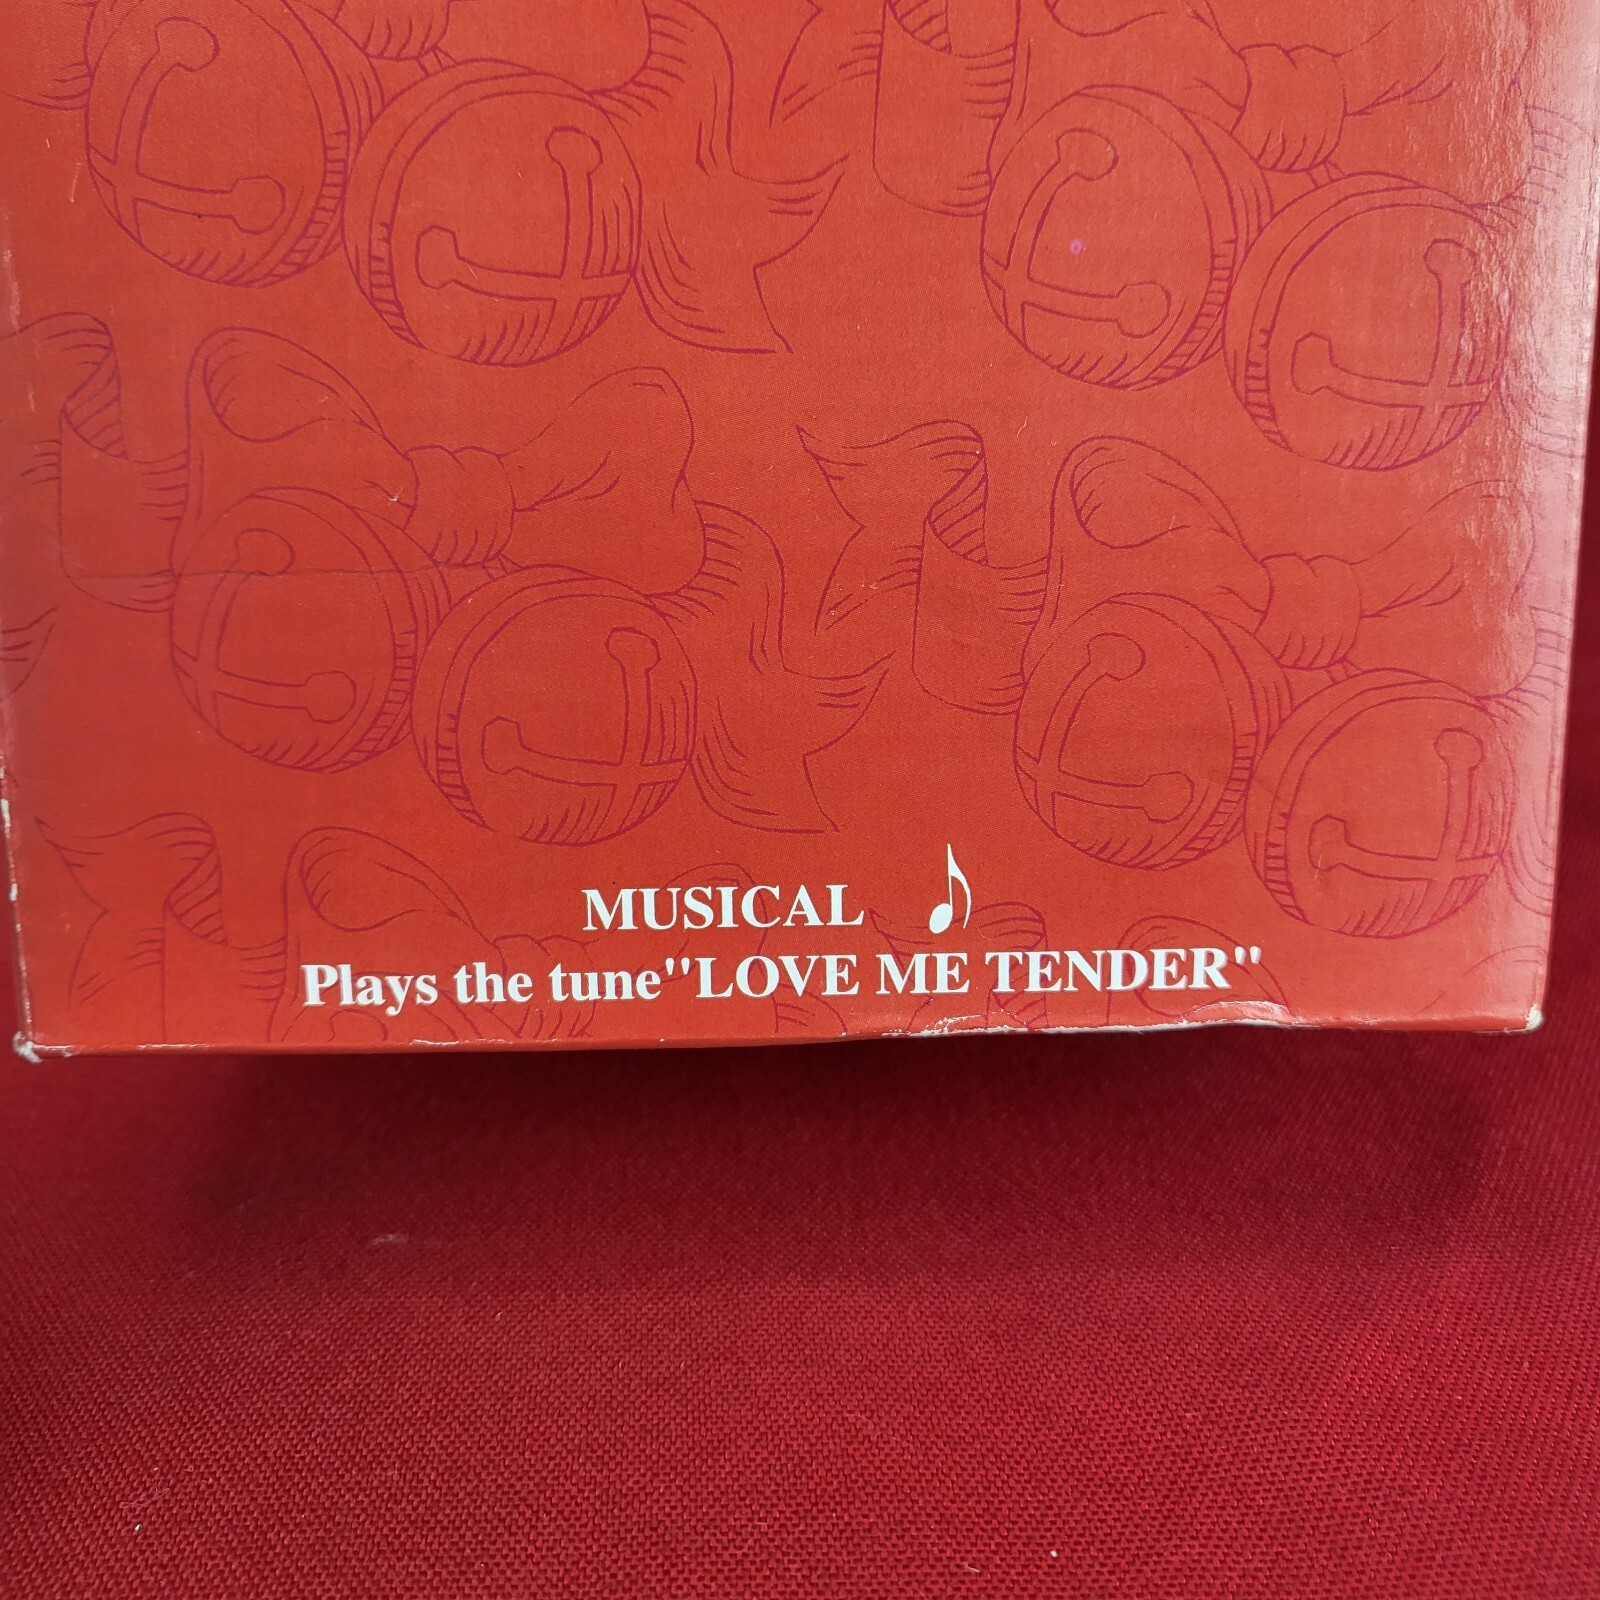 MUSICAL
Plays the tune"LOVE ME TENDER"